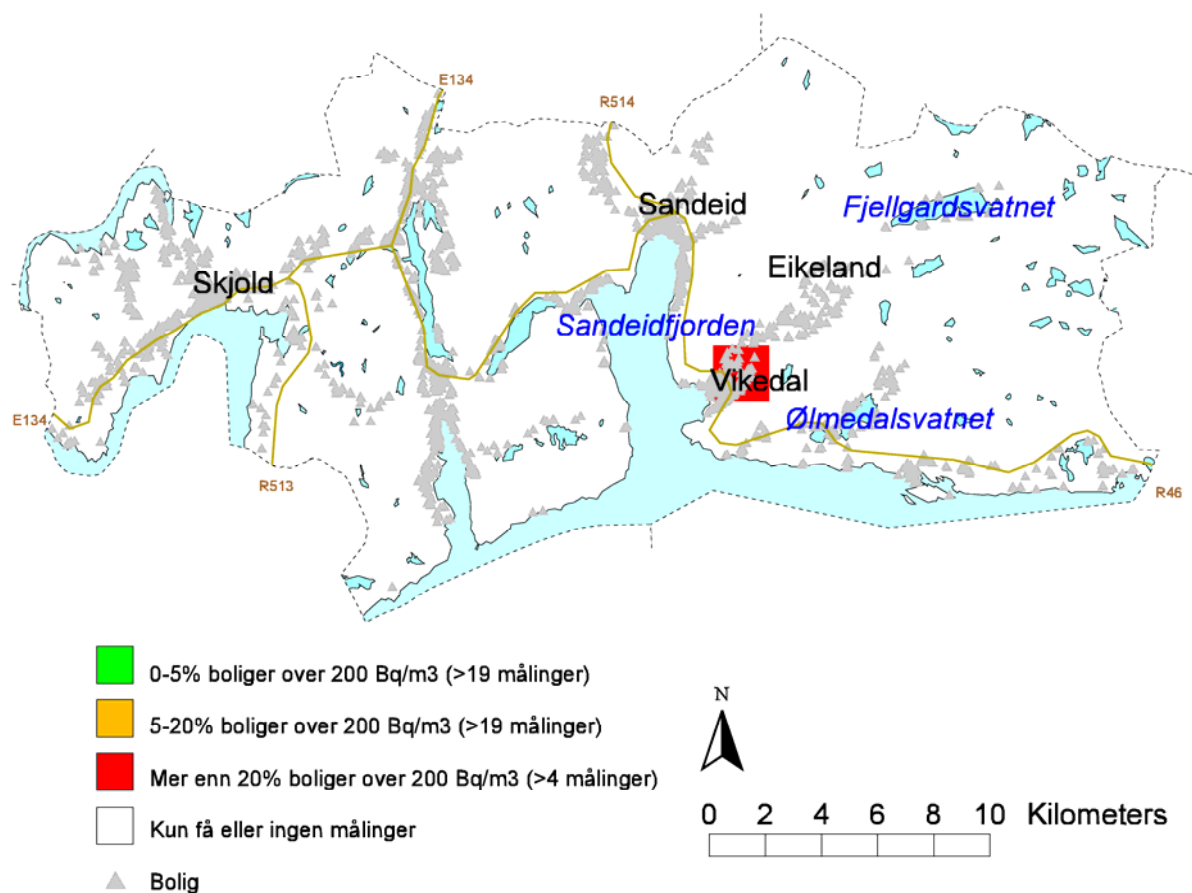 E134
R514
Sandeid
Fjellgardsvatnet
Eikeland
Skjold
Sandeidfjorden
Vikedal
E134
Ølmedalsvatnet
R513
R46
0-5% boliger over 200 Bq/m3 (>19 målinger)
5-20% boliger over 200 Bq/m3 (>19 målinger)
Mer enn 20% boliger over 200 Bq/m3 (>4 målinger)
Kun få eller ingen målinger
Bolig
N
0 2 4 6 8 10 Kilometers